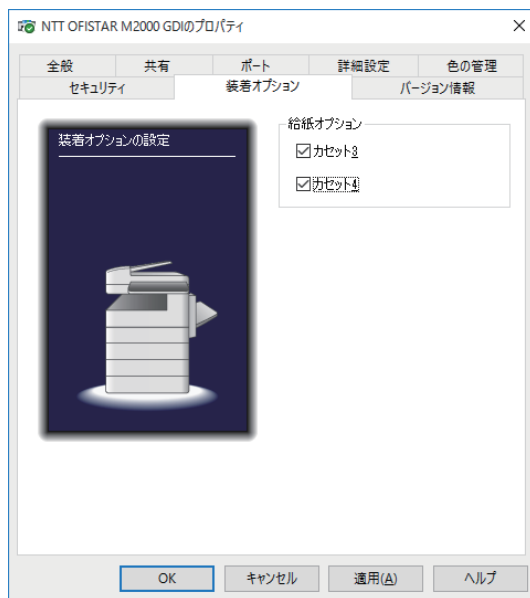 NTT OFISTAR M2000 GDIのプロパティ
全般 共有 ポート 詳細設定 色の管理
セキュリティ 装着オプション バージョン情報
装着オプションの設定
給紙オプション
カセット3
カセット4
OK キャンセル 適用(A) ヘルプ